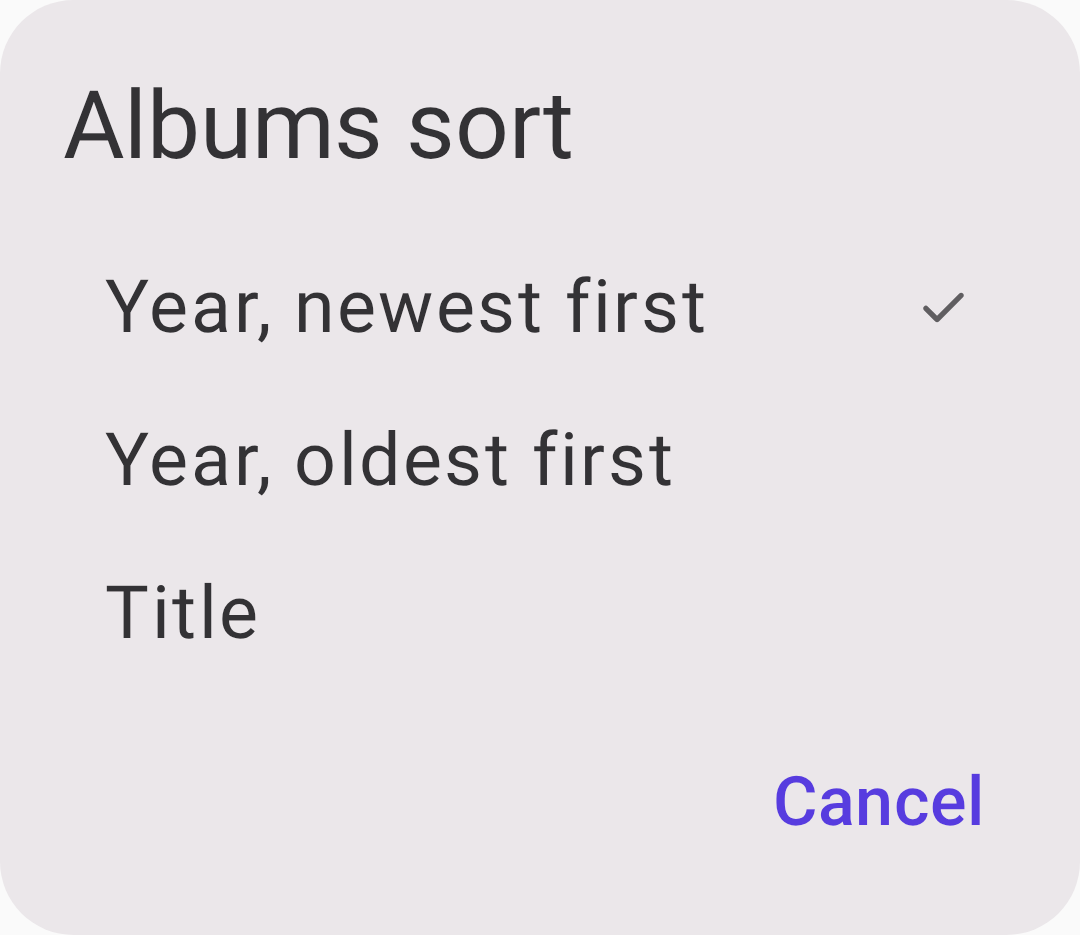 Albums sort
Year, newest first
Year, oldest first
Title
Cancel